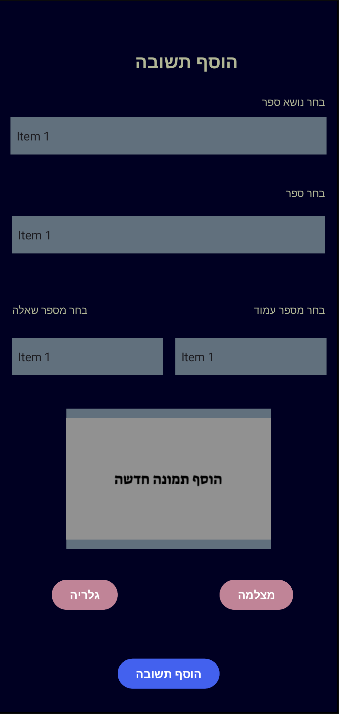 הוסף תשובה
בחר נושא ספר
Item 1
בחר ספר
Item 1
בחר מספר עמוד
בחר מספר שאלה
Item 1
Item 1
הוסף תמונה חדשה
מצלמה
גלריה
הוסף תשובה